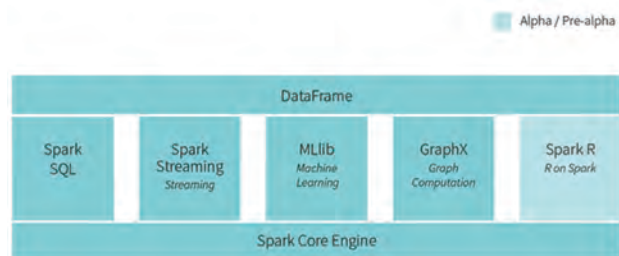 Alpha / Pre-alpha
DataFrame
Spark
SQL
Spark
Streaming
Streaming
MLlib
Machine
Learning
GraphX
Graph
Computation
Spark R
R on Spark
Spark Core Engine